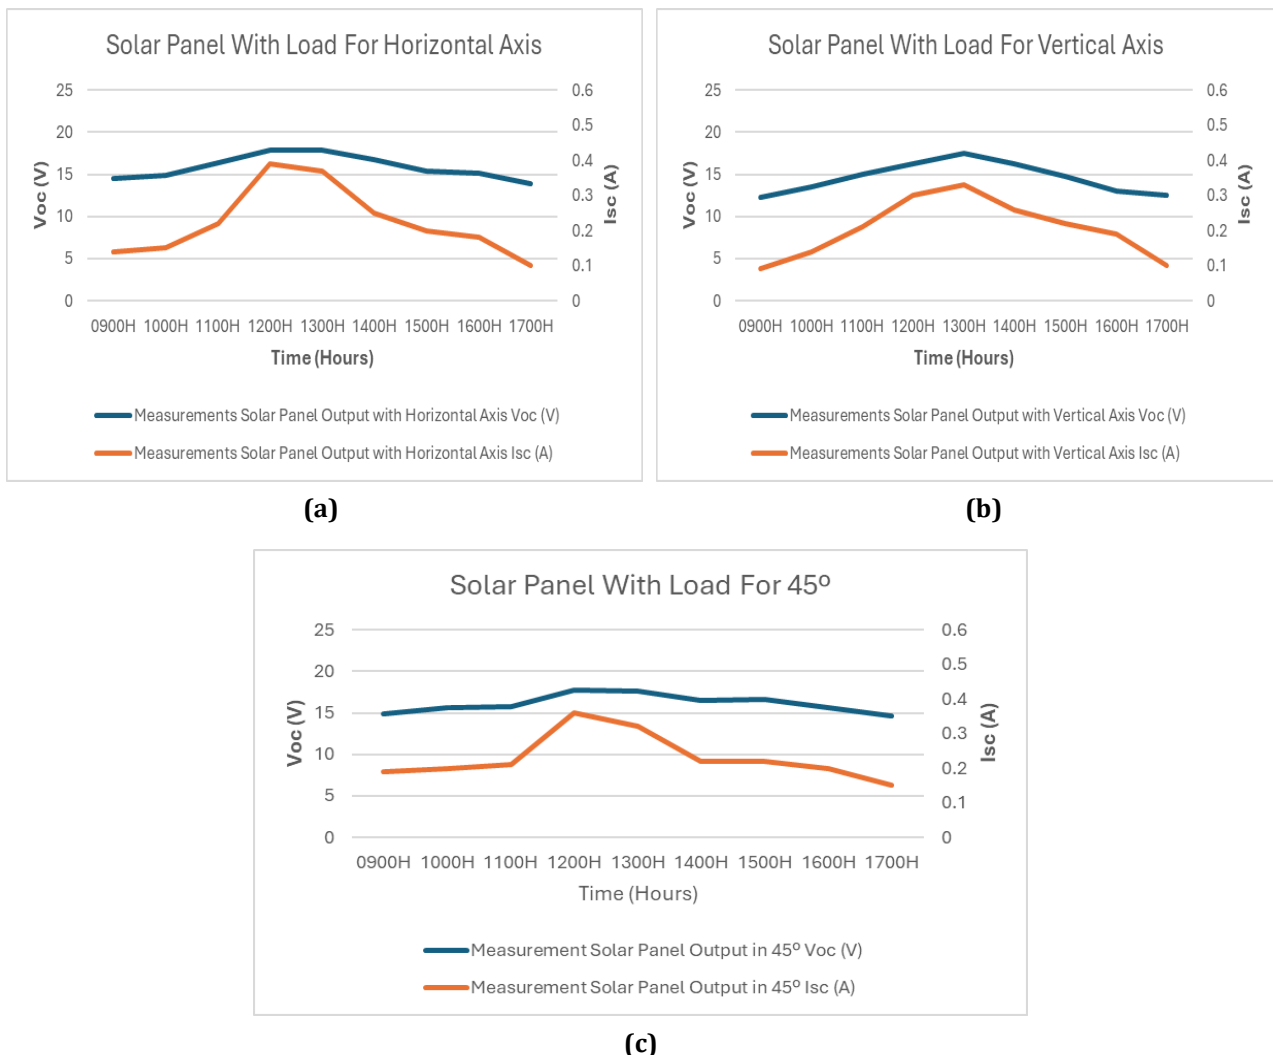 Solar Panel With Load For Horizontal Axis
25 0.6
0.5
20
0.4
15
0.3
10
0.2
5
0.1
0 0
Voc (V)
Isc (A)
0900H 1000H 1100H 1200H 1300H 1400H 1500H 1600H 1700H
Time (Hours)
Measurements Solar Panel Output with Horizontal Axis Voc (V)
Measurements Solar Panel Output with Horizontal Axis Isc (A)
(a)
Solar Panel With Load For Vertical Axis
25 0.6
0.5
20
0.4
15
0.3
10
0.2
5
0.1
0 0
Voc (V)
Isc (A)
0900H 1000H 1100H 1200H 1300H 1400H 1500H 1600H 1700H
Time (Hours)
Measurements Solar Panel Output with Vertical Axis Voc (V)
Measurements Solar Panel Output with Vertical Axis Isc (A)
(b)
Solar Panel With Load For 45º
25 0.6
0.5
20
0.4
15
0.3
10
0.2
5
0.1
0 0
Voc (V)
Isc (A)
0900H 1000H 1100H 1200H 1300H 1400H 1500H 1600H 1700H
Time (Hours)
Measurement Solar Panel Output in 45º Voc (V)
Measurement Solar Panel Output in 45º Isc (A)
(c)